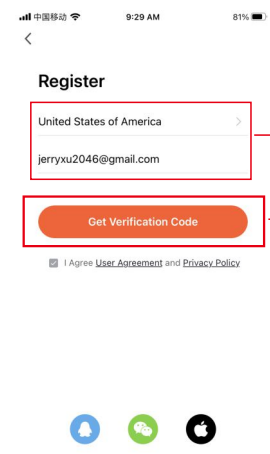 中国移动 9:29 AM 81%
Register
United States of America
jerryxu2046@gmail.com
Get Verification Code
I Agree User Agreement and Privacy Policy